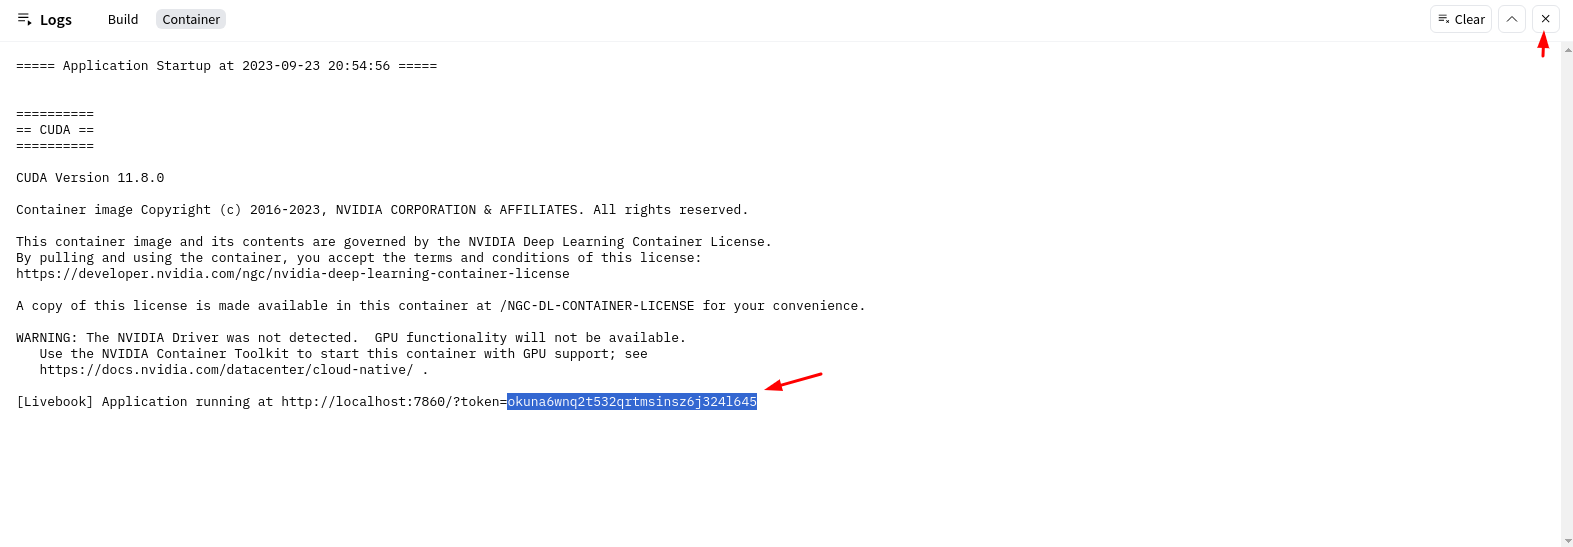 Logs Build Container Clear
===== Application Startup at 2023-09-23 20:54:56 =====
==========
== CUDA ==
==========
CUDA Version 11.8.0
Container image Copyright (c) 2016-2023, NVIDIA CORPORATION & AFFILIATES. All rights reserved.
This container image and its contents are governed by the NVIDIA Deep Learning Container License.
By pulling and using the container, you accept the terms and conditions of this license:
https://developer.nvidia.com/ngc/nvidia-deep-learning-container-license
A copy of this license is made available in this container at /NGC-DL-CONTAINER-LICENSE for your convenience.
WARNING: The NVIDIA Driver was not detected.  GPU functionality will not be available.
   Use the NVIDIA Container Toolkit to start this container with GPU support; see
   https://docs.nvidia.com/datacenter/cloud-native/ .
[Livebook] Application running at http://localhost:7860/?token=okuna6wnq2t532qrtmsinsz6j324l645